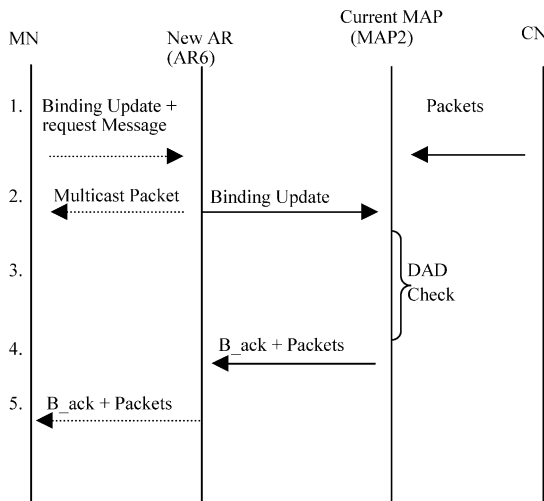 MN
New AR
(AR6)
Current MAP
(MAP2)
CN
1.
Binding Update +
request Message
Packets
2.
Multicast Packet
Binding Update
3.
DAD
Check
4.
B_ack + Packets
5.
B_ack + Packets